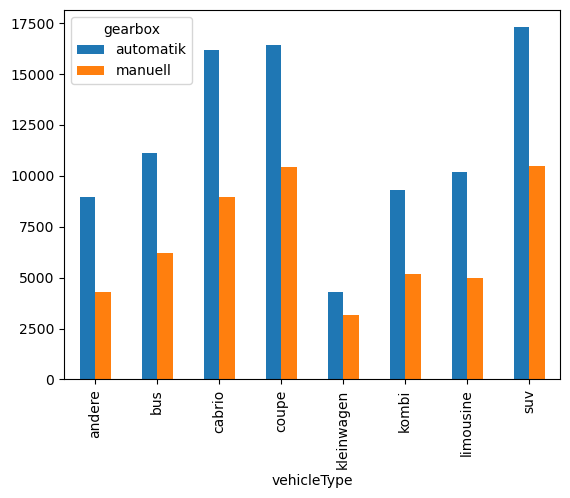 gearbox
automatik
manuell
17500
15000
12500
10000
7500
5000
2500
0
andere
bus
cabrio
coupe
kleinwagen
kombi
limousine
suv
vehicleType